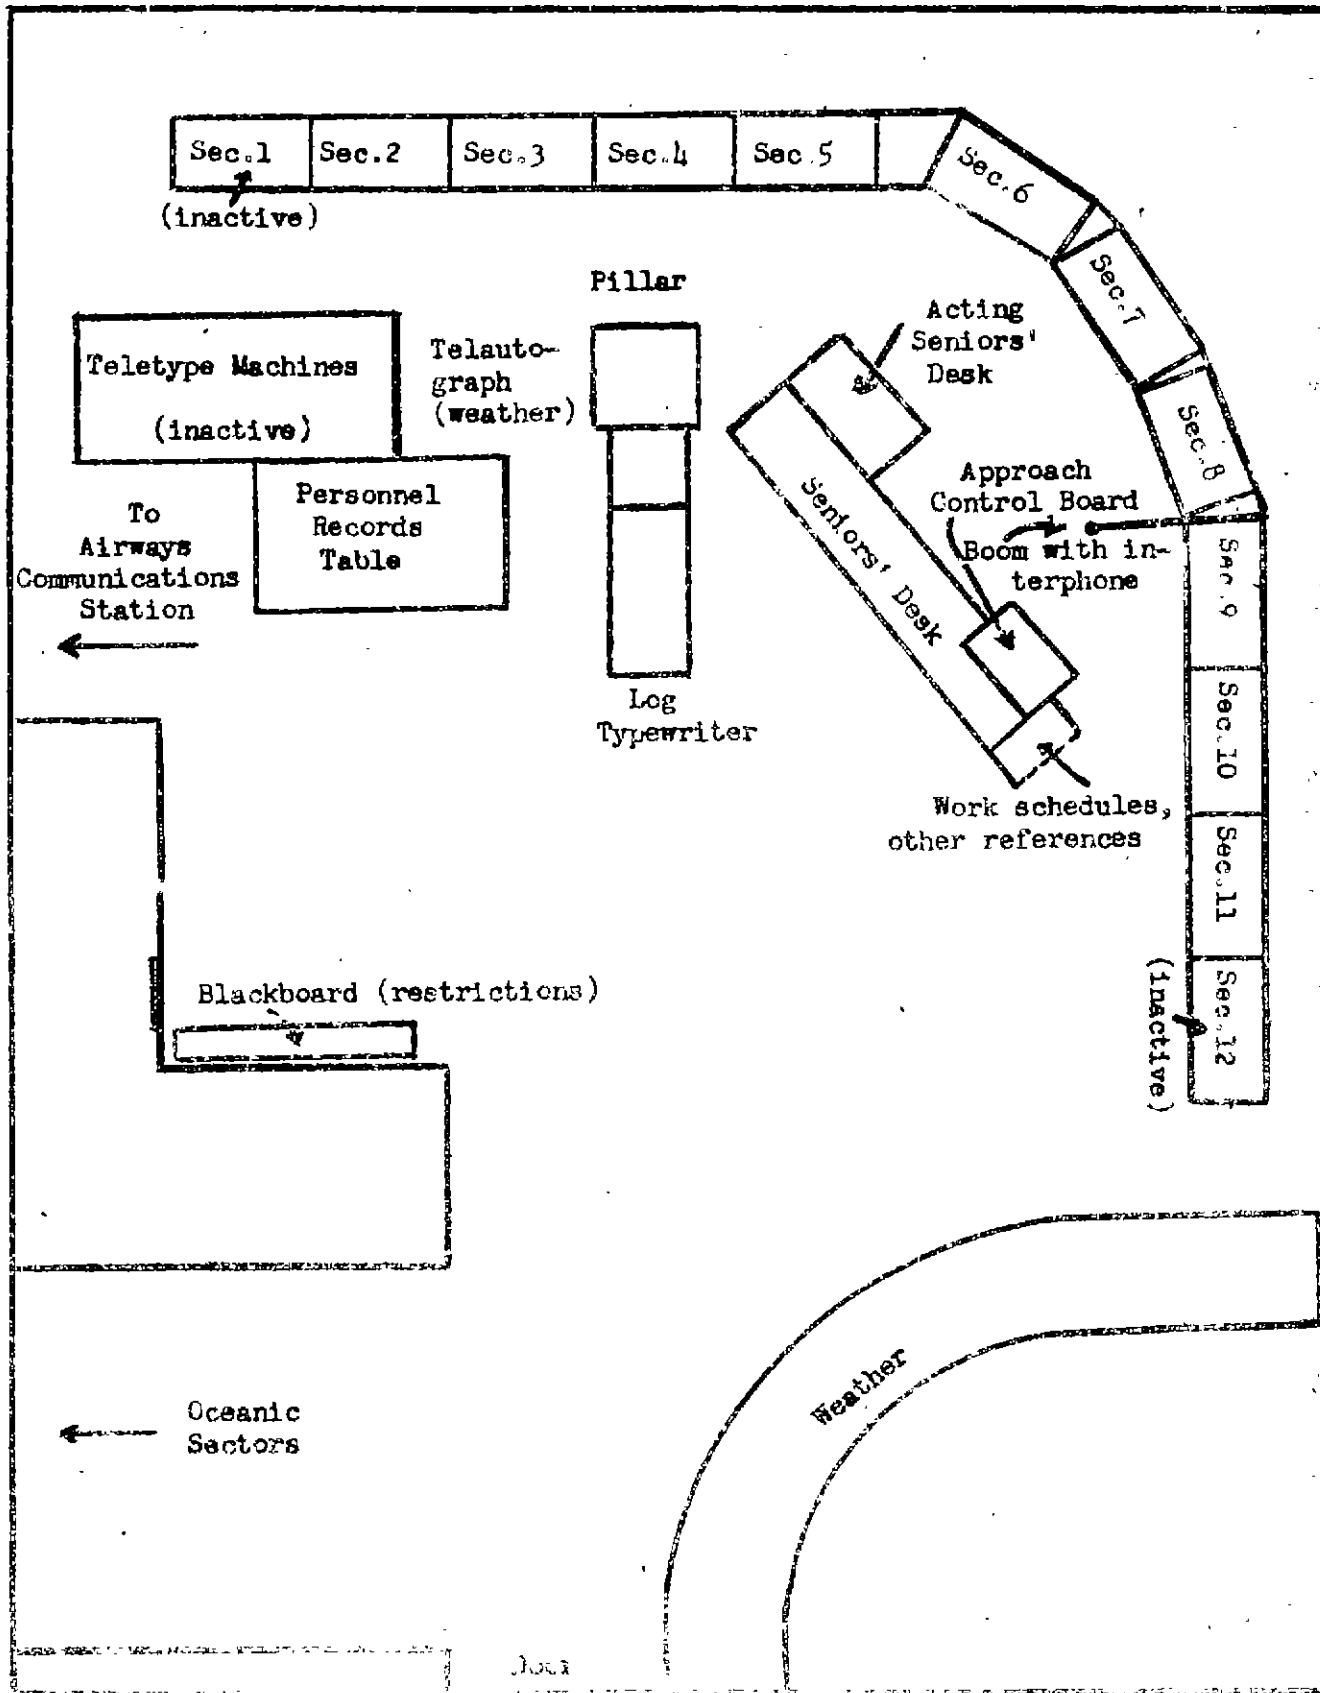 Sec.1
Sec.2
Sec.3
Sec.4
Sec.5
Sec.6
Sec.7
Sec.8
Sec.9
Sec.10
Sec.11
Sec.12
(inactive)
(inactive)
Pillar
Teletype Machines
(inactive)
Telauto-
graph
(weather)
Acting
Seniors'
Desk
Personnel
Records
Table
Seniors' Desk
Approach
Control Board
Boom with in-
terphone
To
Airways
Communications
Station
Log
Typewriter
Work schedules,
other references
Blackboard (restrictions)
Weather
Oceanic
Sectors
Door